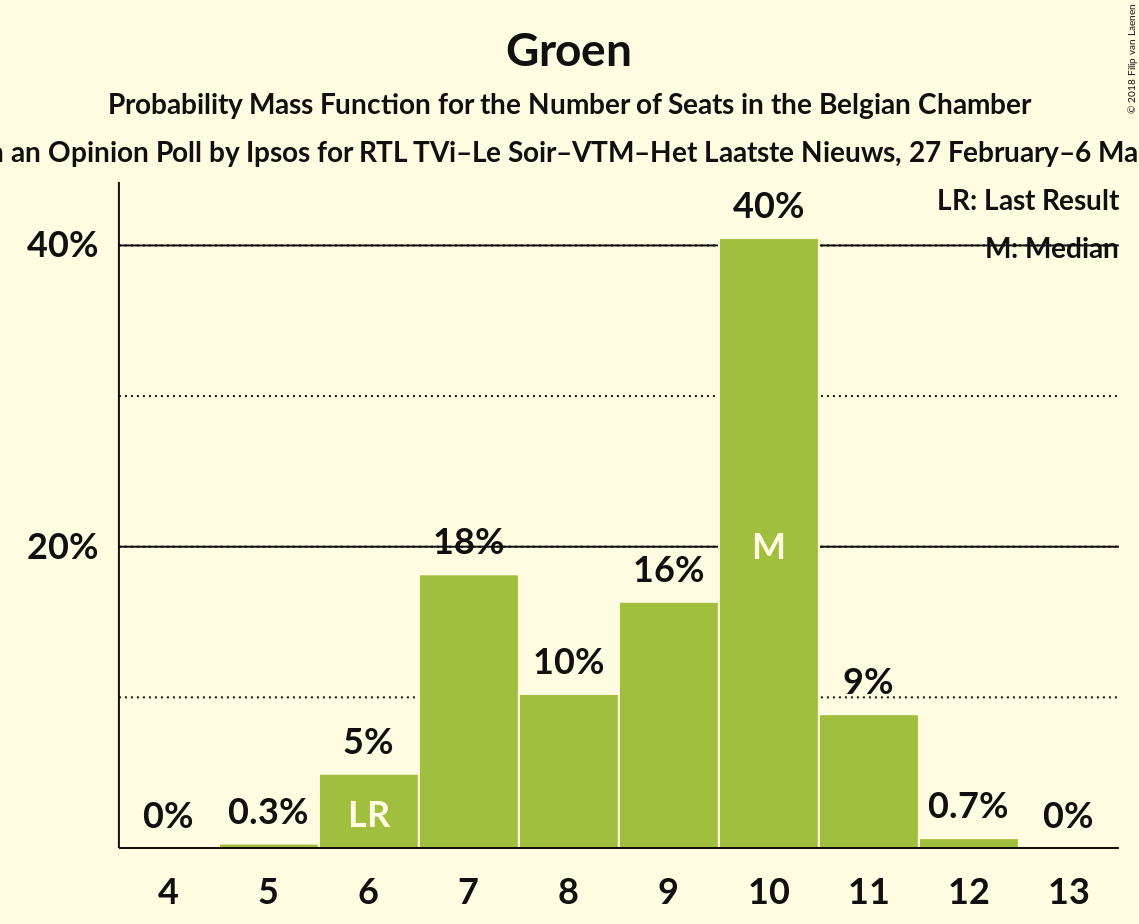 Groen
Probability Mass Function for the Number of Seats in the Belgian Chamber
an Opinion Poll by Ipsos for RTL TVi–Le Soir–VTM–Het Laatste Nieuws, 27 February–6 Ma
© 2018 Filip van Laenen
LR: Last Result
M: Median
40%
20%
0%
0.3%
5%
18%
10%
16%
40%
9%
0.7%
0%
LR
M
4 5 6 7 8 9 10 11 12 13